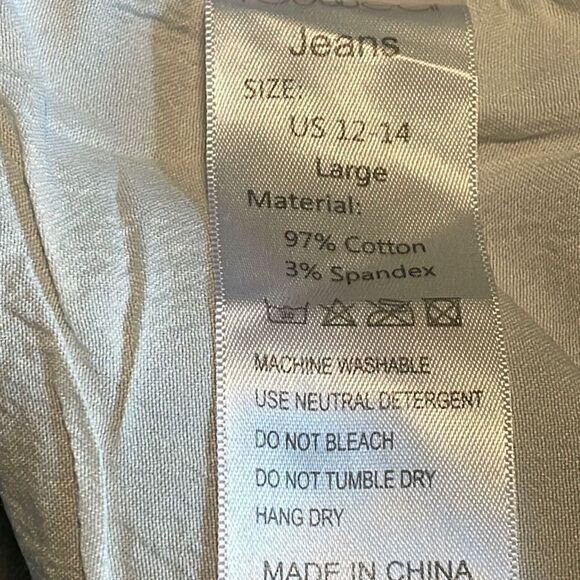 Jeans
SIZE:
US 12-14
Large
Material:
97% Cotton
3% Spandex
MACHINE WASHABLE
USE NEUTRAL DETERGENT
DO NOT BLEACH
DO NOT TUMBLE DRY
HANG DRY
MADE IN CHINA